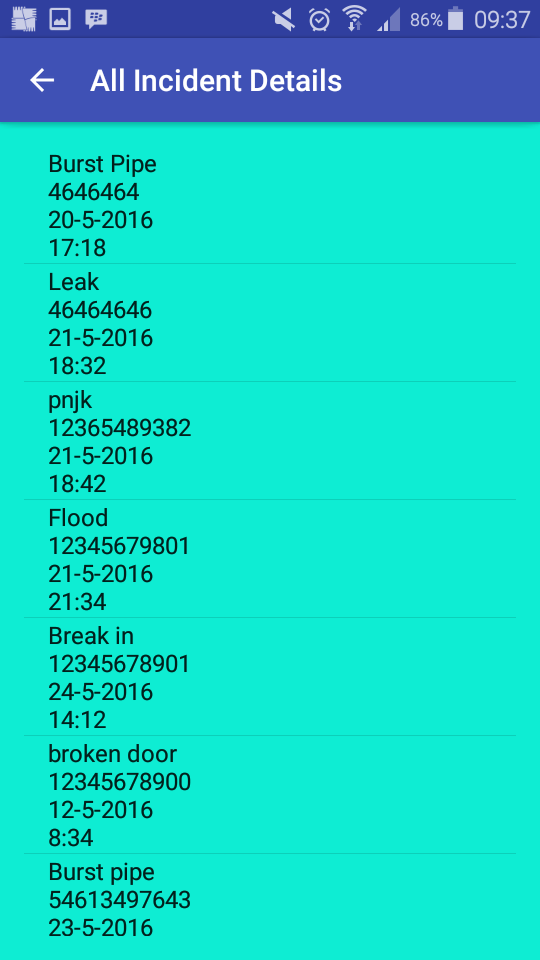 86% 09:37
All Incident Details
Burst Pipe
4646464
20-5-2016
17:18
Leak
46464646
21-5-2016
18:32
pnjk
12365489382
21-5-2016
18:42
Flood
12345679801
21-5-2016
21:34
Break in
12345678901
24-5-2016
14:12
broken door
12345678900
12-5-2016
8:34
Burst pipe
54613497643
23-5-2016